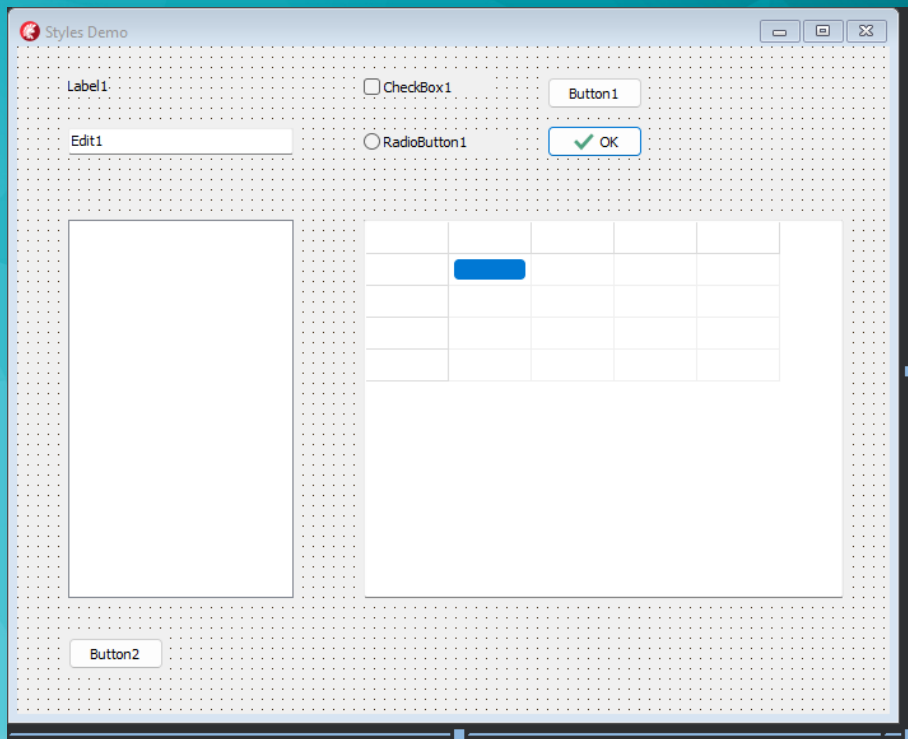 Styles Demo
Label1
CheckBox1
Button1
Edit1
RadioButton1
OK
Button2